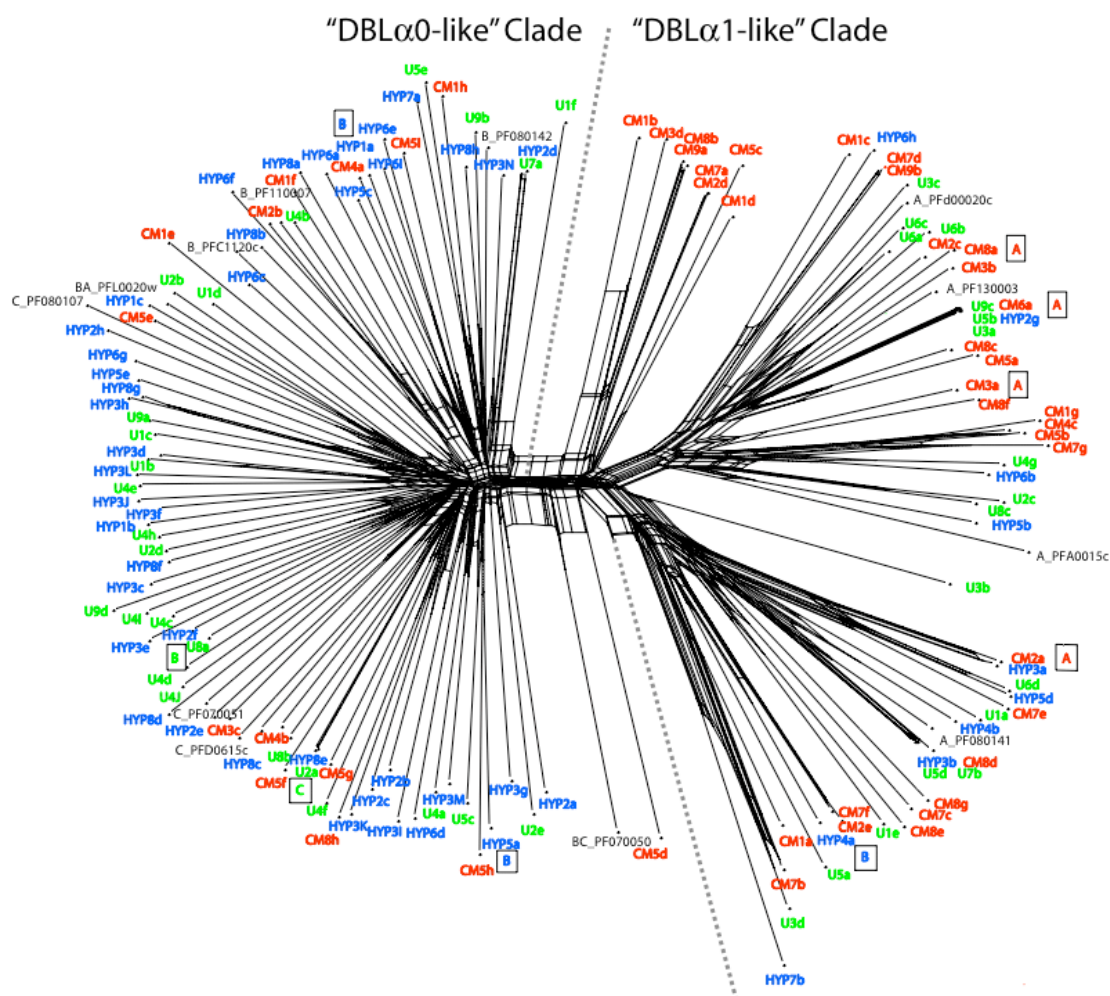 “DBLα0-like” Clade
“DBLα1-like” Clade
U5e
CM1h
HYP7a
U9b
U1f
B
HYP6e
B_PF080142
HYP1a
CM5l
HYP8h
HYP2d
HYP6a
HYP6l
HYP3N
U7a
HYP8a
CM4a
CM1f
HYP6f
B_PF110007
HYP5c
CM2b
U4b
CM1e
HYP8b
B_PFC1120c
HYP6c
BA_PFL0020w
U2b
C_PF080107
HYP1c
U1d
CM5e
HYP2h
HYP6g
HYP5e
HYP8g
HYP3h
U9a
U1c
HYP3d
HYP3L
U1b
U4e
HYP3J
HYP3f
HYP1b
U4h
U2d
HYP8f
HYP3c
U9d
U4l
U4c
HYP2f
HYP3e
U8a
B
U4d
U4J
C_PF070051
HYP8d
HYP2e
CM3c
CM4b
C_PFD0615c
HYP8c
U8b
HYP8e
U2a
CM5g
CM5f
C
U4f
HYP2b
HYP2c
HYP3M
HYP3g
HYP2a
CM8h
HYP3K
HYP3l
HYP6d
U4a
U5c
U2e
HYP5a
CM5h
B
BC_PF070050
CM5d
CM1b
CM3d
CM8b
CM9a
CM5c
CM7a
CM2d
CM1d
CM1c
HYP6h
CM7d
CM9b
U3c
A_PFd00020c
U6c
U6b
U6a
CM2c
CM8a
A
CM3b
A_PF130003
U9c
CM6a
A
U5b
HYP2g
U3a
CM8c
CM5a
CM3a
A
CM8f
CM1g
CM4c
CM5b
CM7g
U4g
HYP6b
U2c
U8c
HYP5b
A_PFA0015c
U3b
CM2a
A
HYP3a
U6d
HYP5d
U1a
CM7e
HYP4b
A_PF080141
HYP3b
CM8d
U5d
U7b
CM8g
CM7f
CM7c
CM2e
U1e
CM8e
CM1a
HYP4a
B
U5a
CM7b
U3d
HYP7b